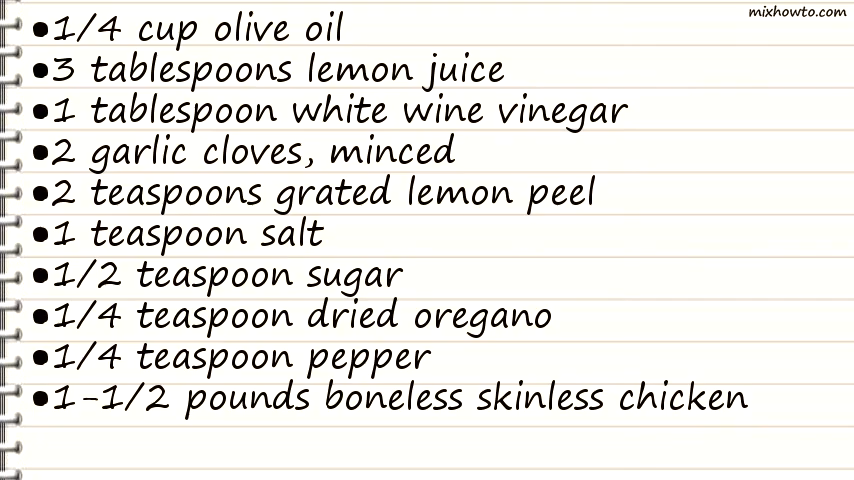 mixhowto.com
•1/4 cup olive oil
•3 tablespoons lemon juice
•1 tablespoon white wine vinegar
•2 garlic cloves, minced
•2 teaspoons grated lemon peel
•1 teaspoon salt
•1/2 teaspoon sugar
•1/4 teaspoon dried oregano
•1/4 teaspoon pepper
•1-1/2 pounds boneless skinless chicken